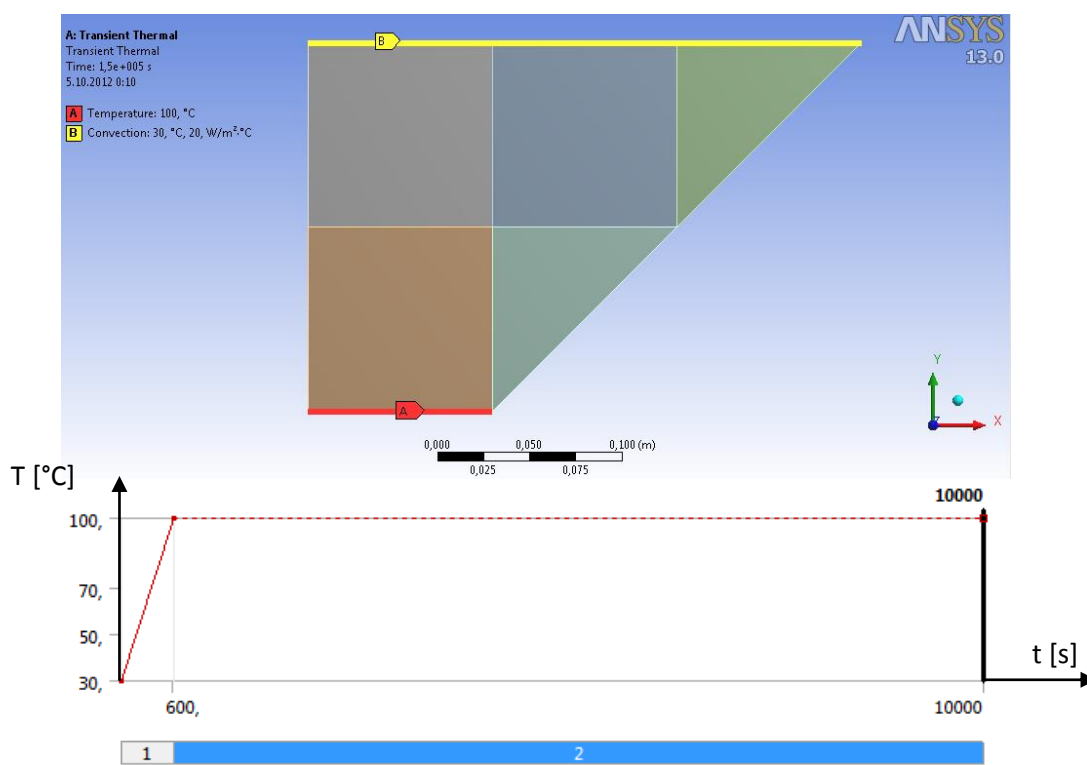 A: Transient Thermal
Transient Thermal
Time: 1,5e+005 s
5.10.2012 0:10
A Temperature: 100, °C
B Convection: 30, °C, 20, W/m²·°C
ANSYS
13.0
B
A
Y
X
0,000 0,050 0,100 (m)
0,025 0,075
T [°C]
10000
100,
70,
50,
30,
t [s]
600, 10000
1 2